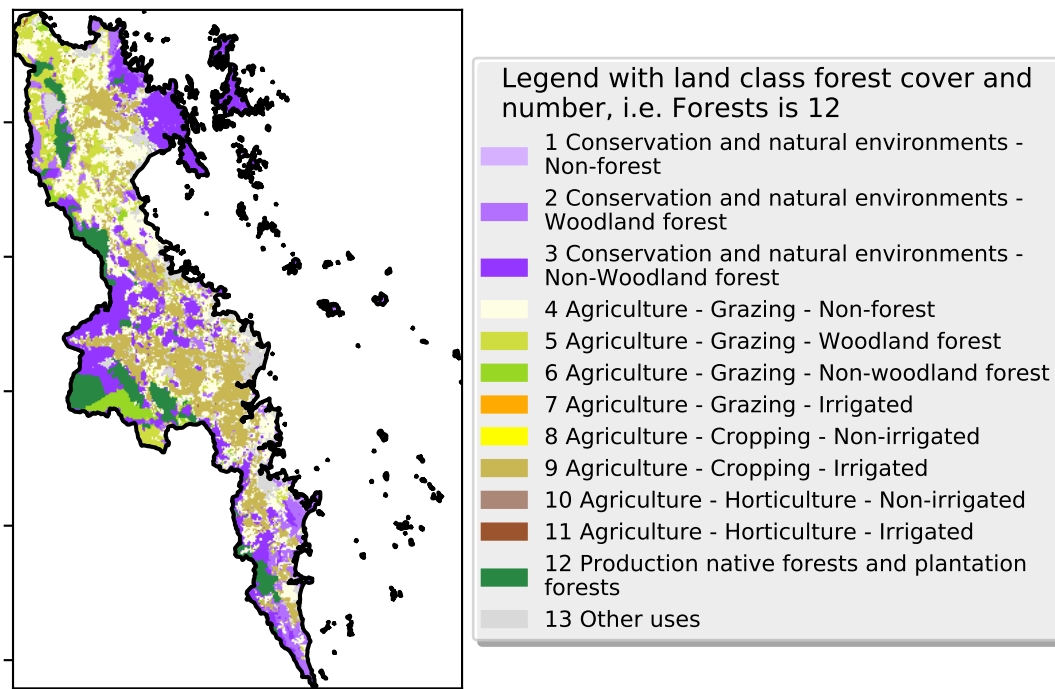 Legend with land class forest cover and
number, i.e. Forests is 12
1 Conservation and natural environments -
Non-forest
2 Conservation and natural environments -
Woodland forest
3 Conservation and natural environments -
Non-Woodland forest
4 Agriculture - Grazing - Non-forest
5 Agriculture - Grazing - Woodland forest
6 Agriculture - Grazing - Non-woodland forest
7 Agriculture - Grazing - Irrigated
8 Agriculture - Cropping - Non-irrigated
9 Agriculture - Cropping - Irrigated
10 Agriculture - Horticulture - Non-irrigated
11 Agriculture - Horticulture - Irrigated
12 Production native forests and plantation
forests
13 Other uses